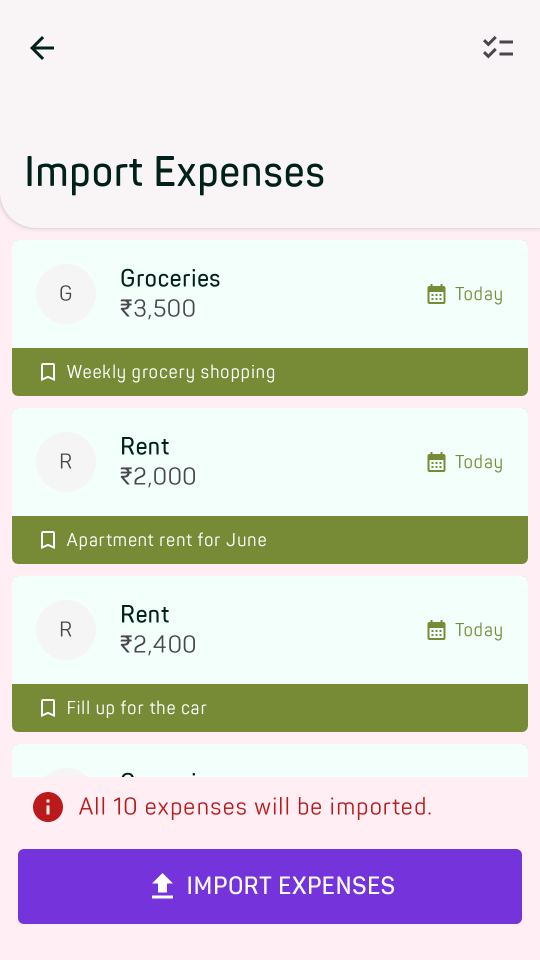 Import Expenses
G
Groceries
₹3,500
Today
Weekly grocery shopping
R
Rent
₹2,000
Today
Apartment rent for June
R
Rent
₹2,400
Today
Fill up for the car
All 10 expenses will be imported.
IMPORT EXPENSES